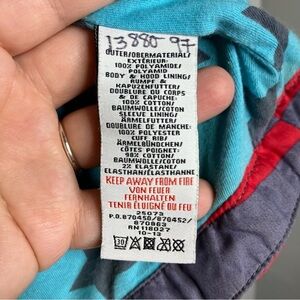 13880 97
OUTER/OBERMATERIAL/
EXTÉRIEUR:
100% POLYAMIDE/
POLYAMID
BODY & HOOD LINING/
RUMPF &
KAPUZENFUTTER/
DOUBLURE DU CORPS
& DE CAPUCHE:
100% COTTON/
BAUMWOLLE/COTON
SLEEVE LINING/
ÄRMELFUTTER/
DOUBLURE DE MANCHE:
100% POLYESTER
CUFF RIB/
ÄRMELBÜNDCHEN/
CÔTES POIGNET:
98% COTTON/
BAUMWOLLE/COTON
2% ELASTANE/
ELASTHAN/ELASTHANNE
KEEP AWAY FROM FIRE
VON FEUER
FERNHALTEN
TENIR ÉLOIGNÉ DU FEU
25073
P.O.870450/870452/
870863
RN 118027
10-13
30